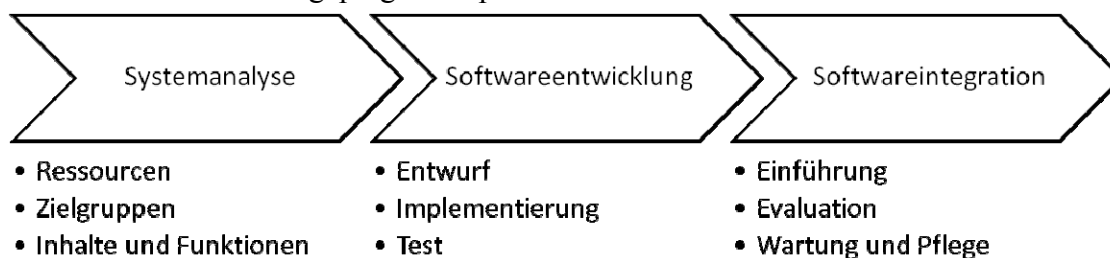 Systemanalyse
Softwareentwicklung
Softwareintegration
• Ressourcen
• Zielgruppen
• Inhalte und Funktionen
• Entwurf
• Implementierung
• Test
• Einführung
• Evaluation
• Wartung und Pflege